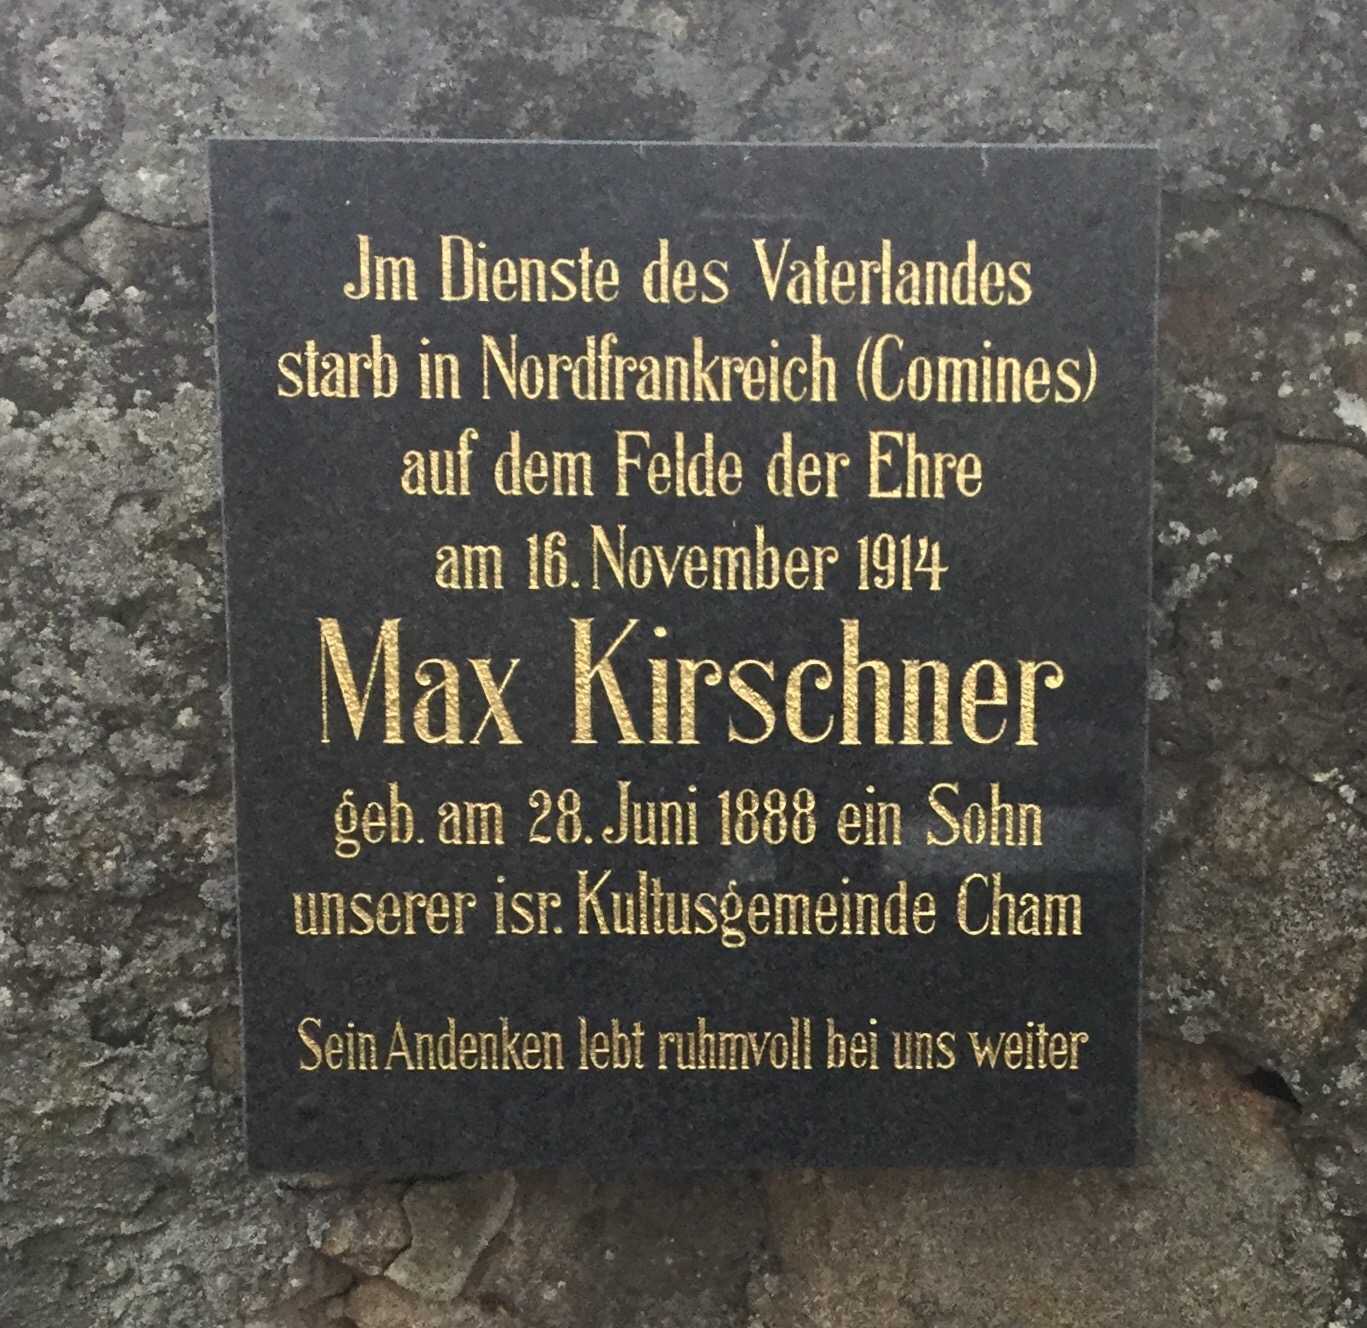 Jm Dienste des Vaterlandes
starb in Nordfrankreich (Comines)
auf dem Felde der Ehre
am 16. November 1914
Max Kirschner
geb. am 28. Juni 1888 ein Sohn
unserer isr. Kultusgemeinde Cham
Sein Andenken lebt ruhmvoll bei uns weiter